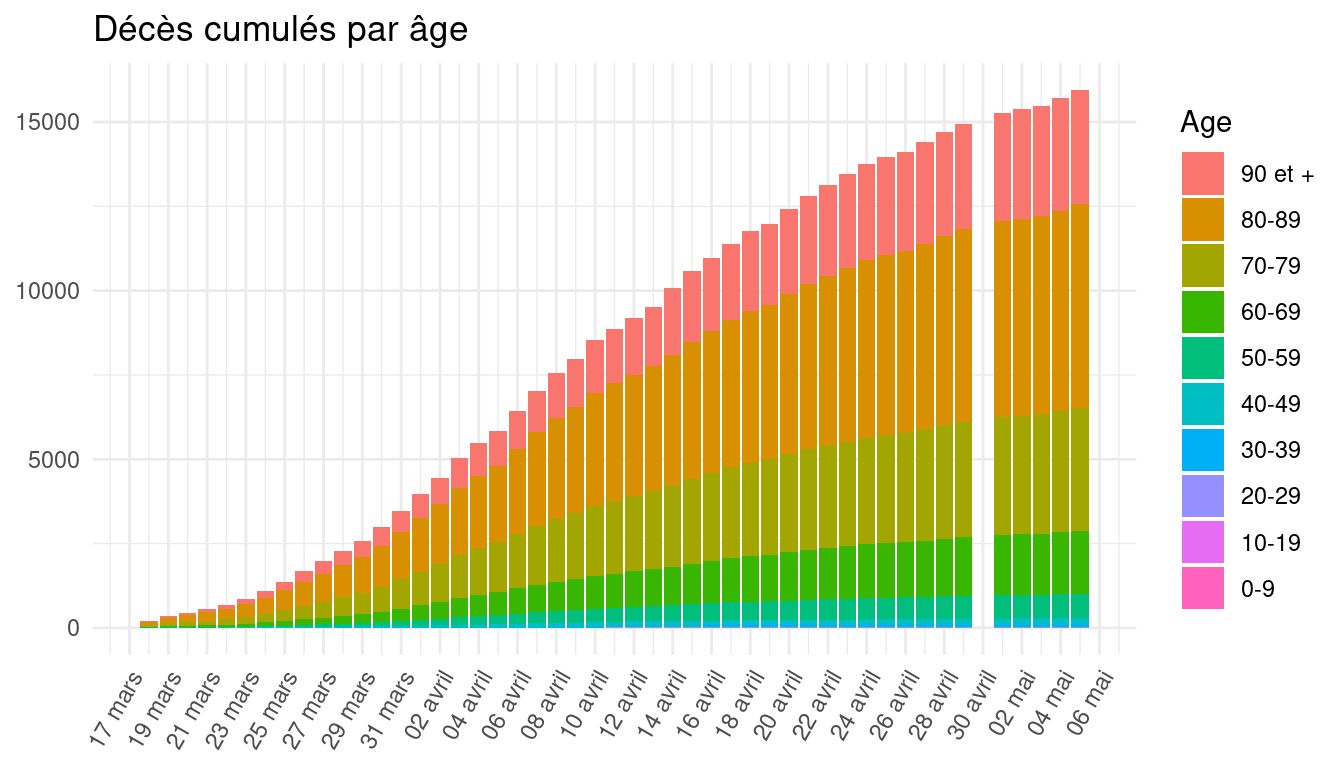 Décès cumulés par âge
15000
10000
5000
0
17 mars
19 mars
21 mars
23 mars
25 mars
27 mars
29 mars
31 mars
02 avril
04 avril
06 avril
08 avril
10 avril
12 avril
14 avril
16 avril
18 avril
20 avril
22 avril
24 avril
26 avril
28 avril
30 avril
02 mai
04 mai
06 mai
Age
90 et +
80-89
70-79
60-69
50-59
40-49
30-39
20-29
10-19
0-9